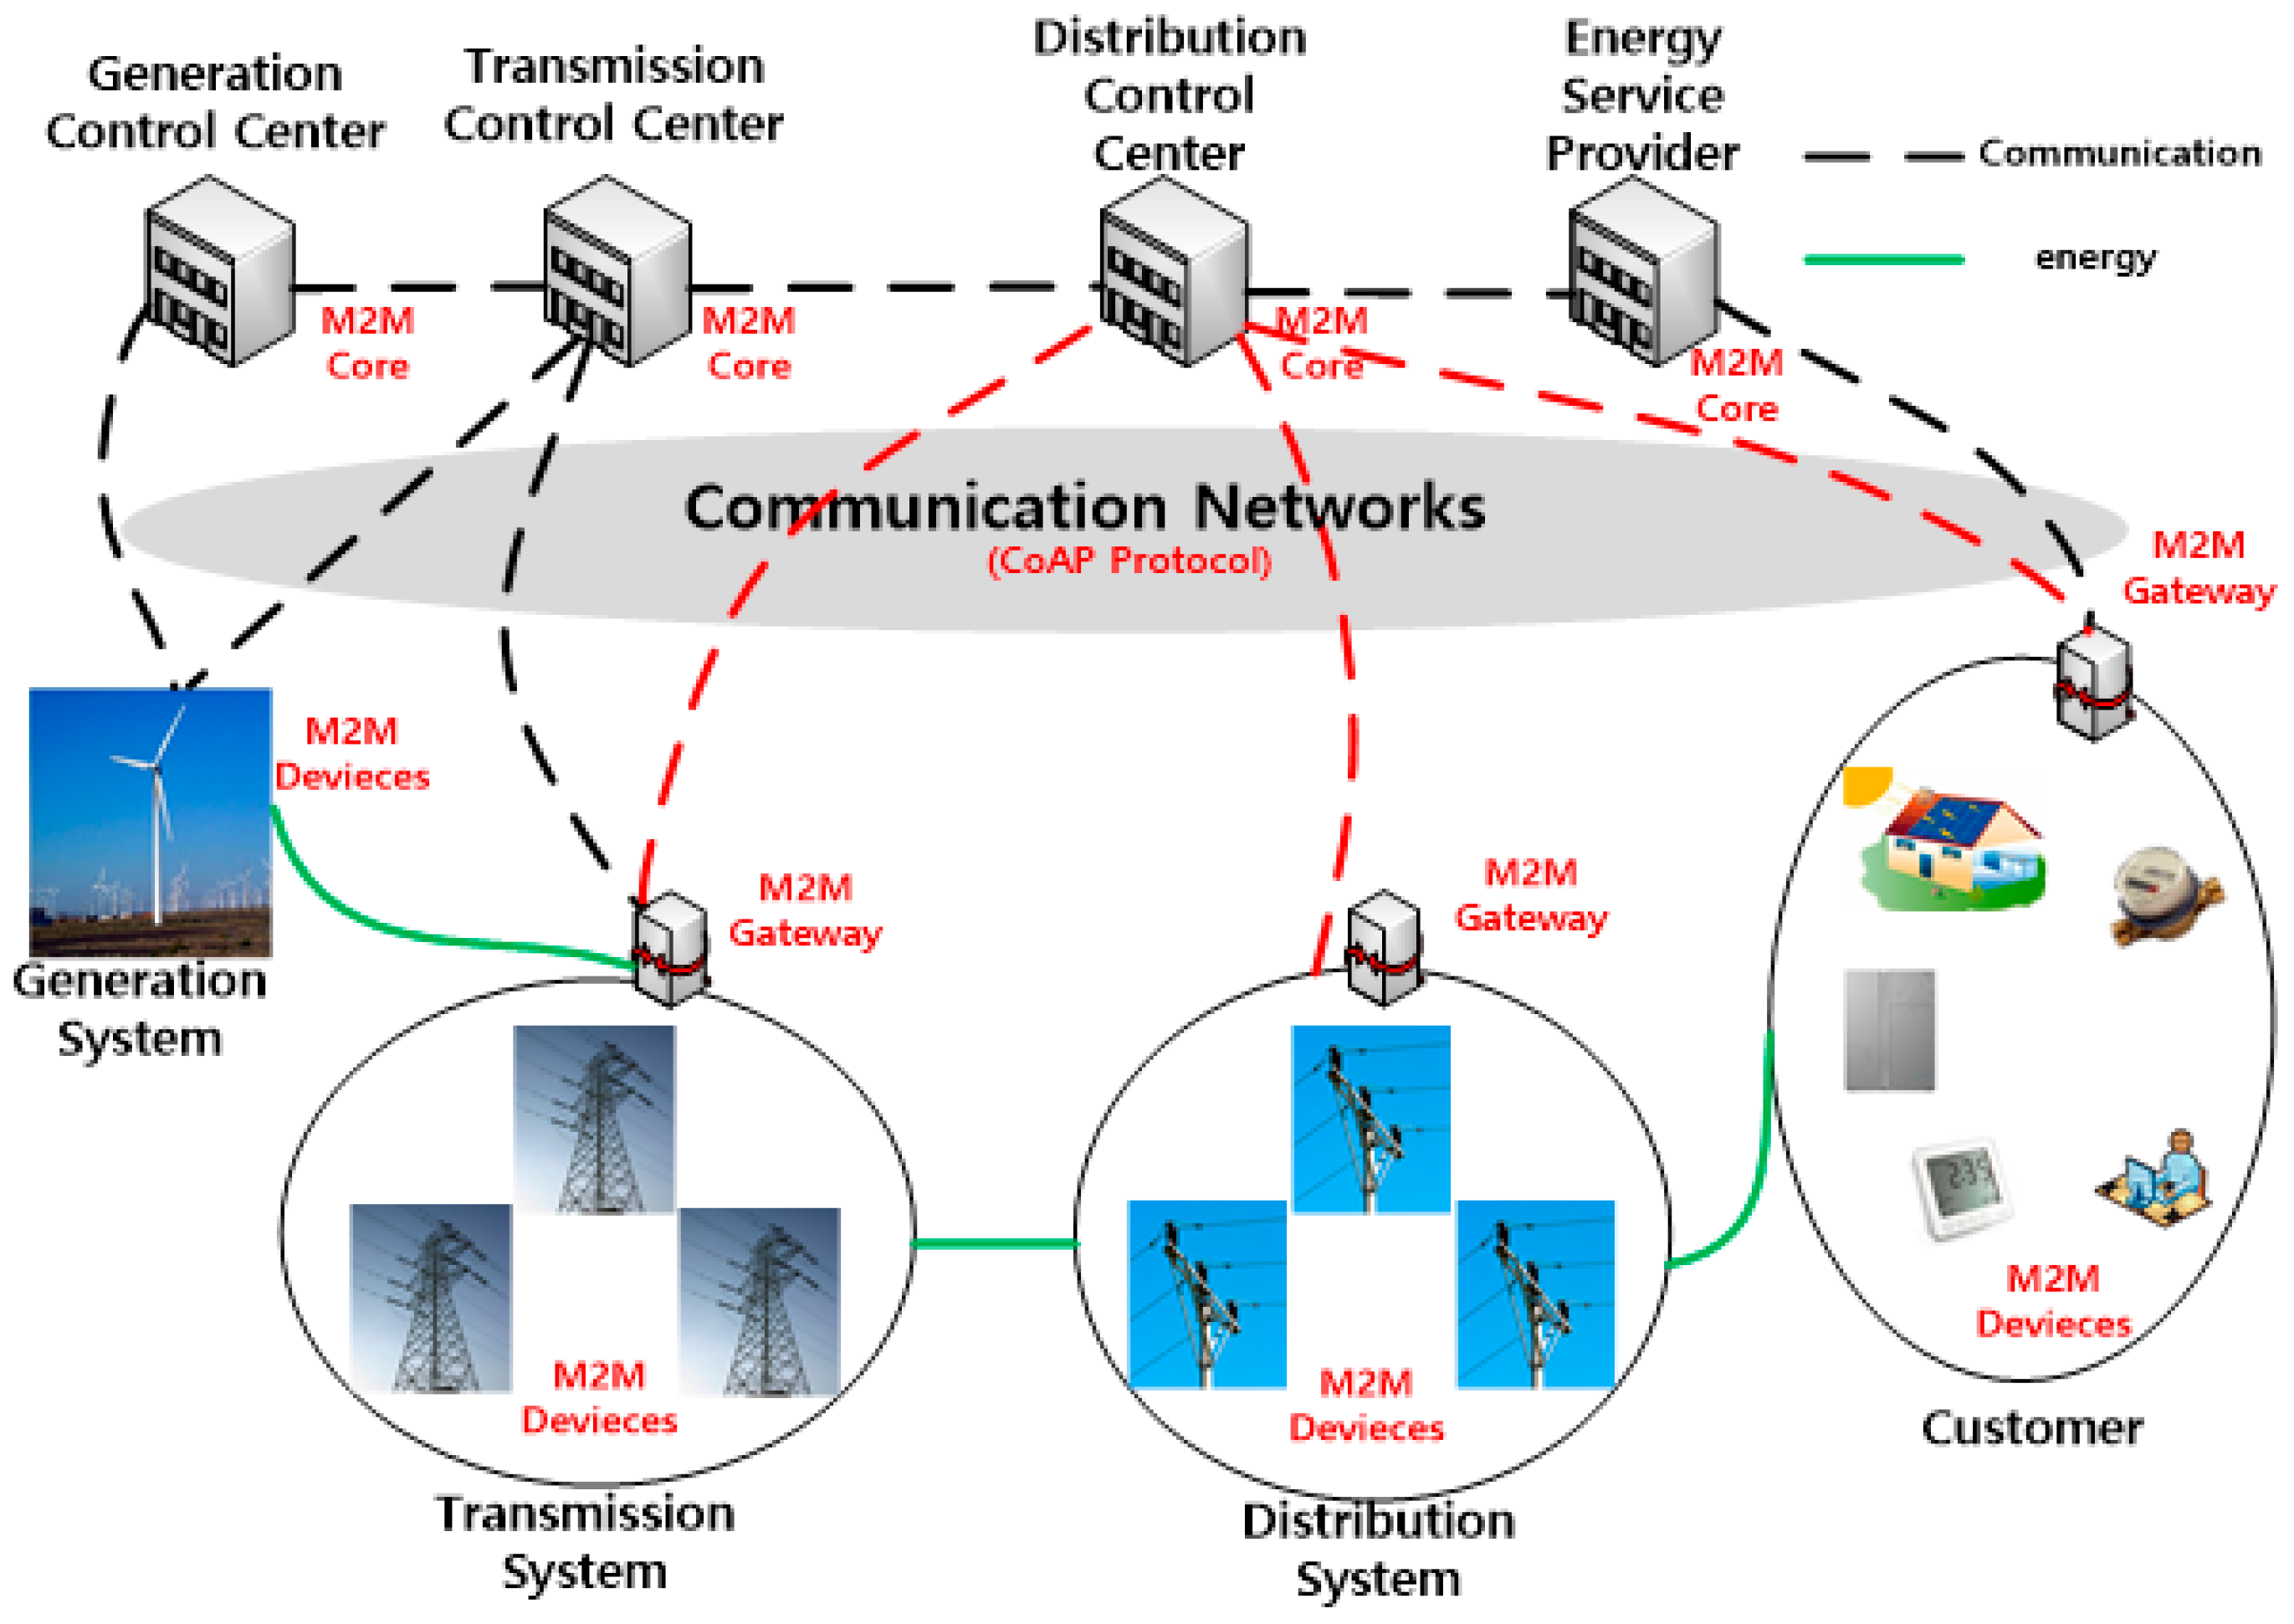 Generation
Control Center
Transmission
Control Center
Distribution
Control
Center
Energy
Service
Provider
Communication
energy
M2M
Core
M2M
Core
M2M
Core
M2M
Core
Communication Networks
(CoAP Protocol)
M2M
Gateway
M2M
Devieces
Generation
System
M2M
Gateway
M2M
Gateway
M2M
Devieces
Transmission
System
M2M
Devieces
Distribution
System
2:35
M2M
Devieces
Customer